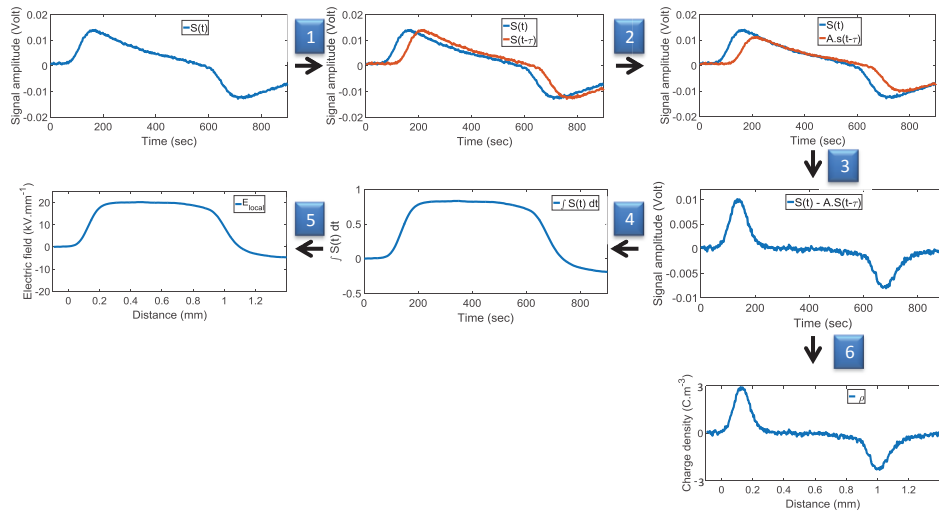 0.02
0.01
0
-0.01
-0.02
0 200 400 600 800
Signal amplitude (Volt)
Time (sec)
S(t)
1
0.02
0.01
0
-0.01
-0.02
0 200 400 600 800
Signal amplitude (Volt)
Time (sec)
S(t)
S(t-τ)
2
0.02
0.01
0
-0.01
-0.02
0 200 400 600 800
Signal amplitude (Volt)
Time (sec)
S(t)
A.s(t-τ)
3
20
10
0
-10
20
0 0.2 0.4 0.6 0.8 1 1.2
Electric field (kV.mm-1)
Distance (mm)
E local
5
1
0.5
0
-0.5
0 200 400 600 800
∫ S(t) dt
Time (sec)
∫ S(t) dt
4
0.01
0.005
0
-0.005
-0.01
0 200 400 600 800
Signal amplitude (Volt)
Time (sec)
S(t) - A.S(t-τ)
6
3
0
-3
0 0.2 0.4 0.6 0.8 1 1.2
Charge density (C.m-3)
Distance (mm)
ρ